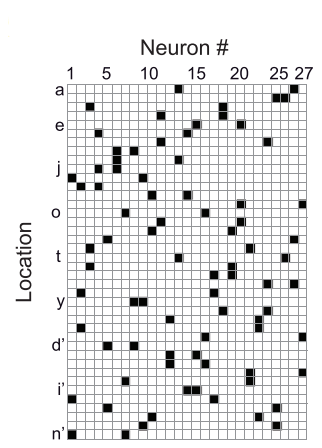 Neuron #
1 5 10 15 20 25 27
a
e
j
o
t
y
d'
i'
n'
Location